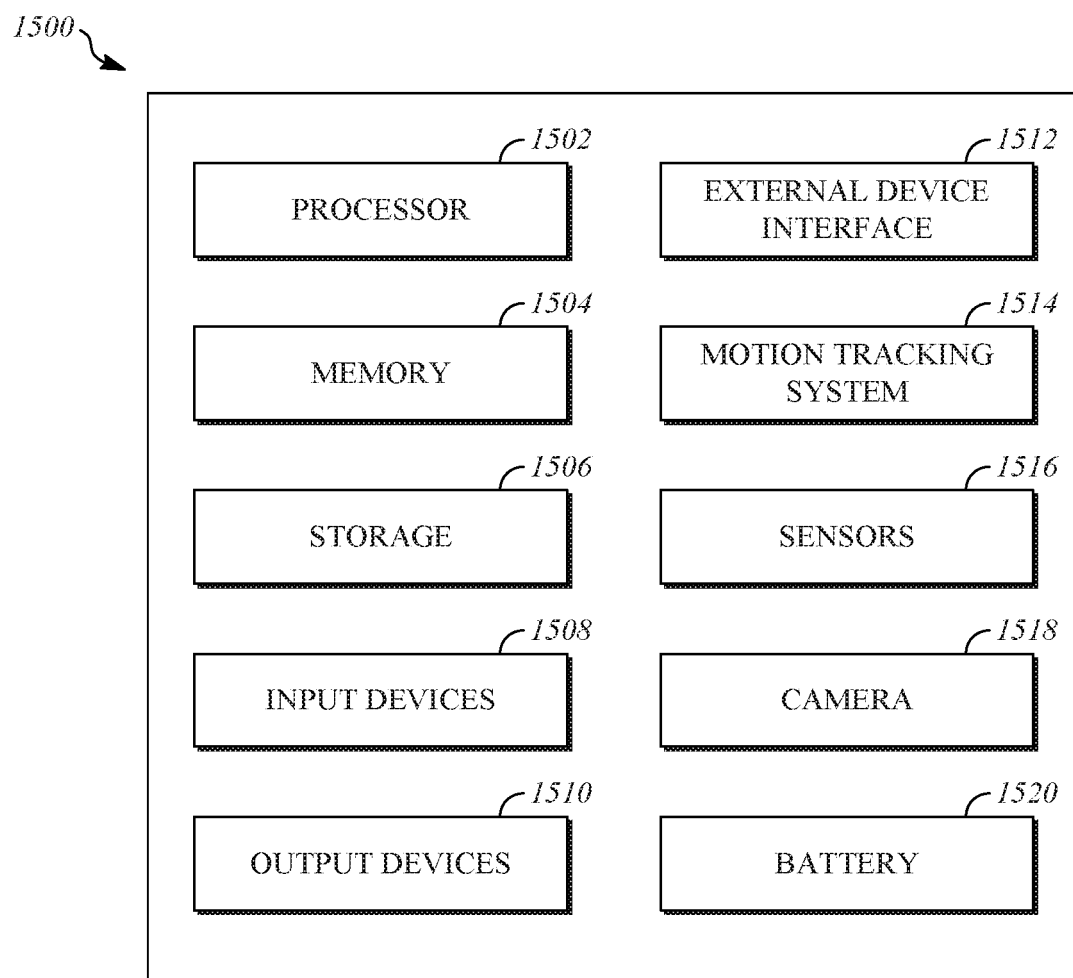 1500
1502
PROCESSOR
1504
MEMORY
1506
STORAGE
1508
INPUT DEVICES
1510
OUTPUT DEVICES
1512
EXTERNAL DEVICE
INTERFACE
1514
MOTION TRACKING
SYSTEM
1516
SENSORS
1518
CAMERA
1520
BATTERY